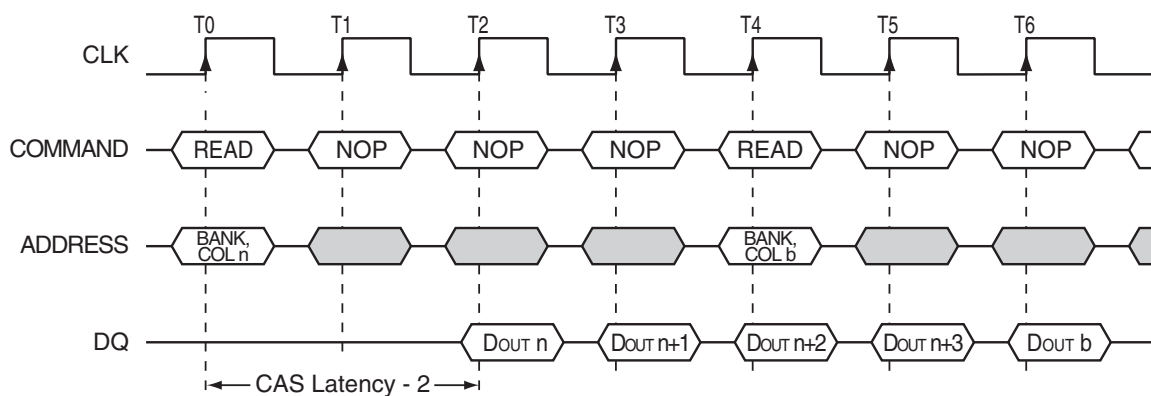 T0 T1 T2 T3 T4 T5 T6
CLK
COMMAND READ NOP NOP NOP READ NOP NOP
ADDRESS BANK, COL n BANK, COL b
DQ DOUT n DOUT n+1 DOUT n+2 DOUT n+3 DOUT b
CAS Latency - 2